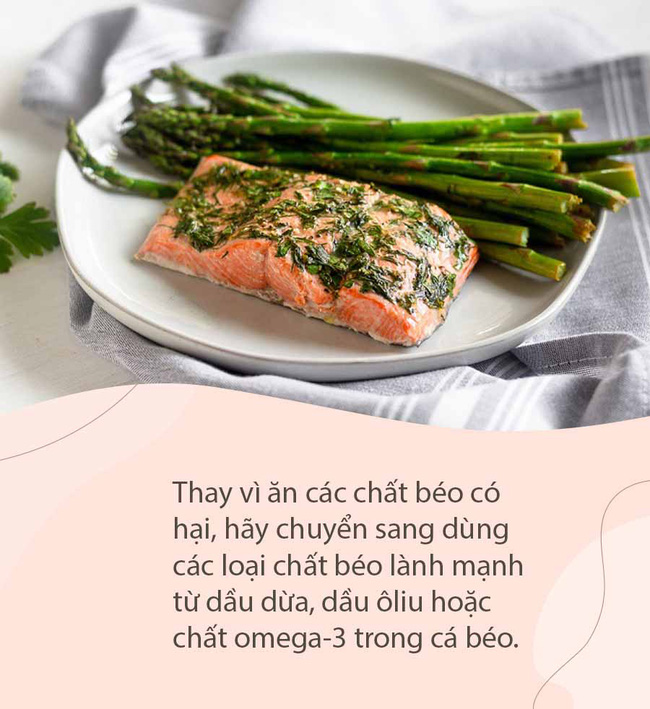 Thay vì ăn các chất béo có
hại, hãy chuyển sang dùng
các loại chất béo lành mạnh
từ dầu dừa, dầu ôliu hoặc
chất omega-3 trong cá béo.